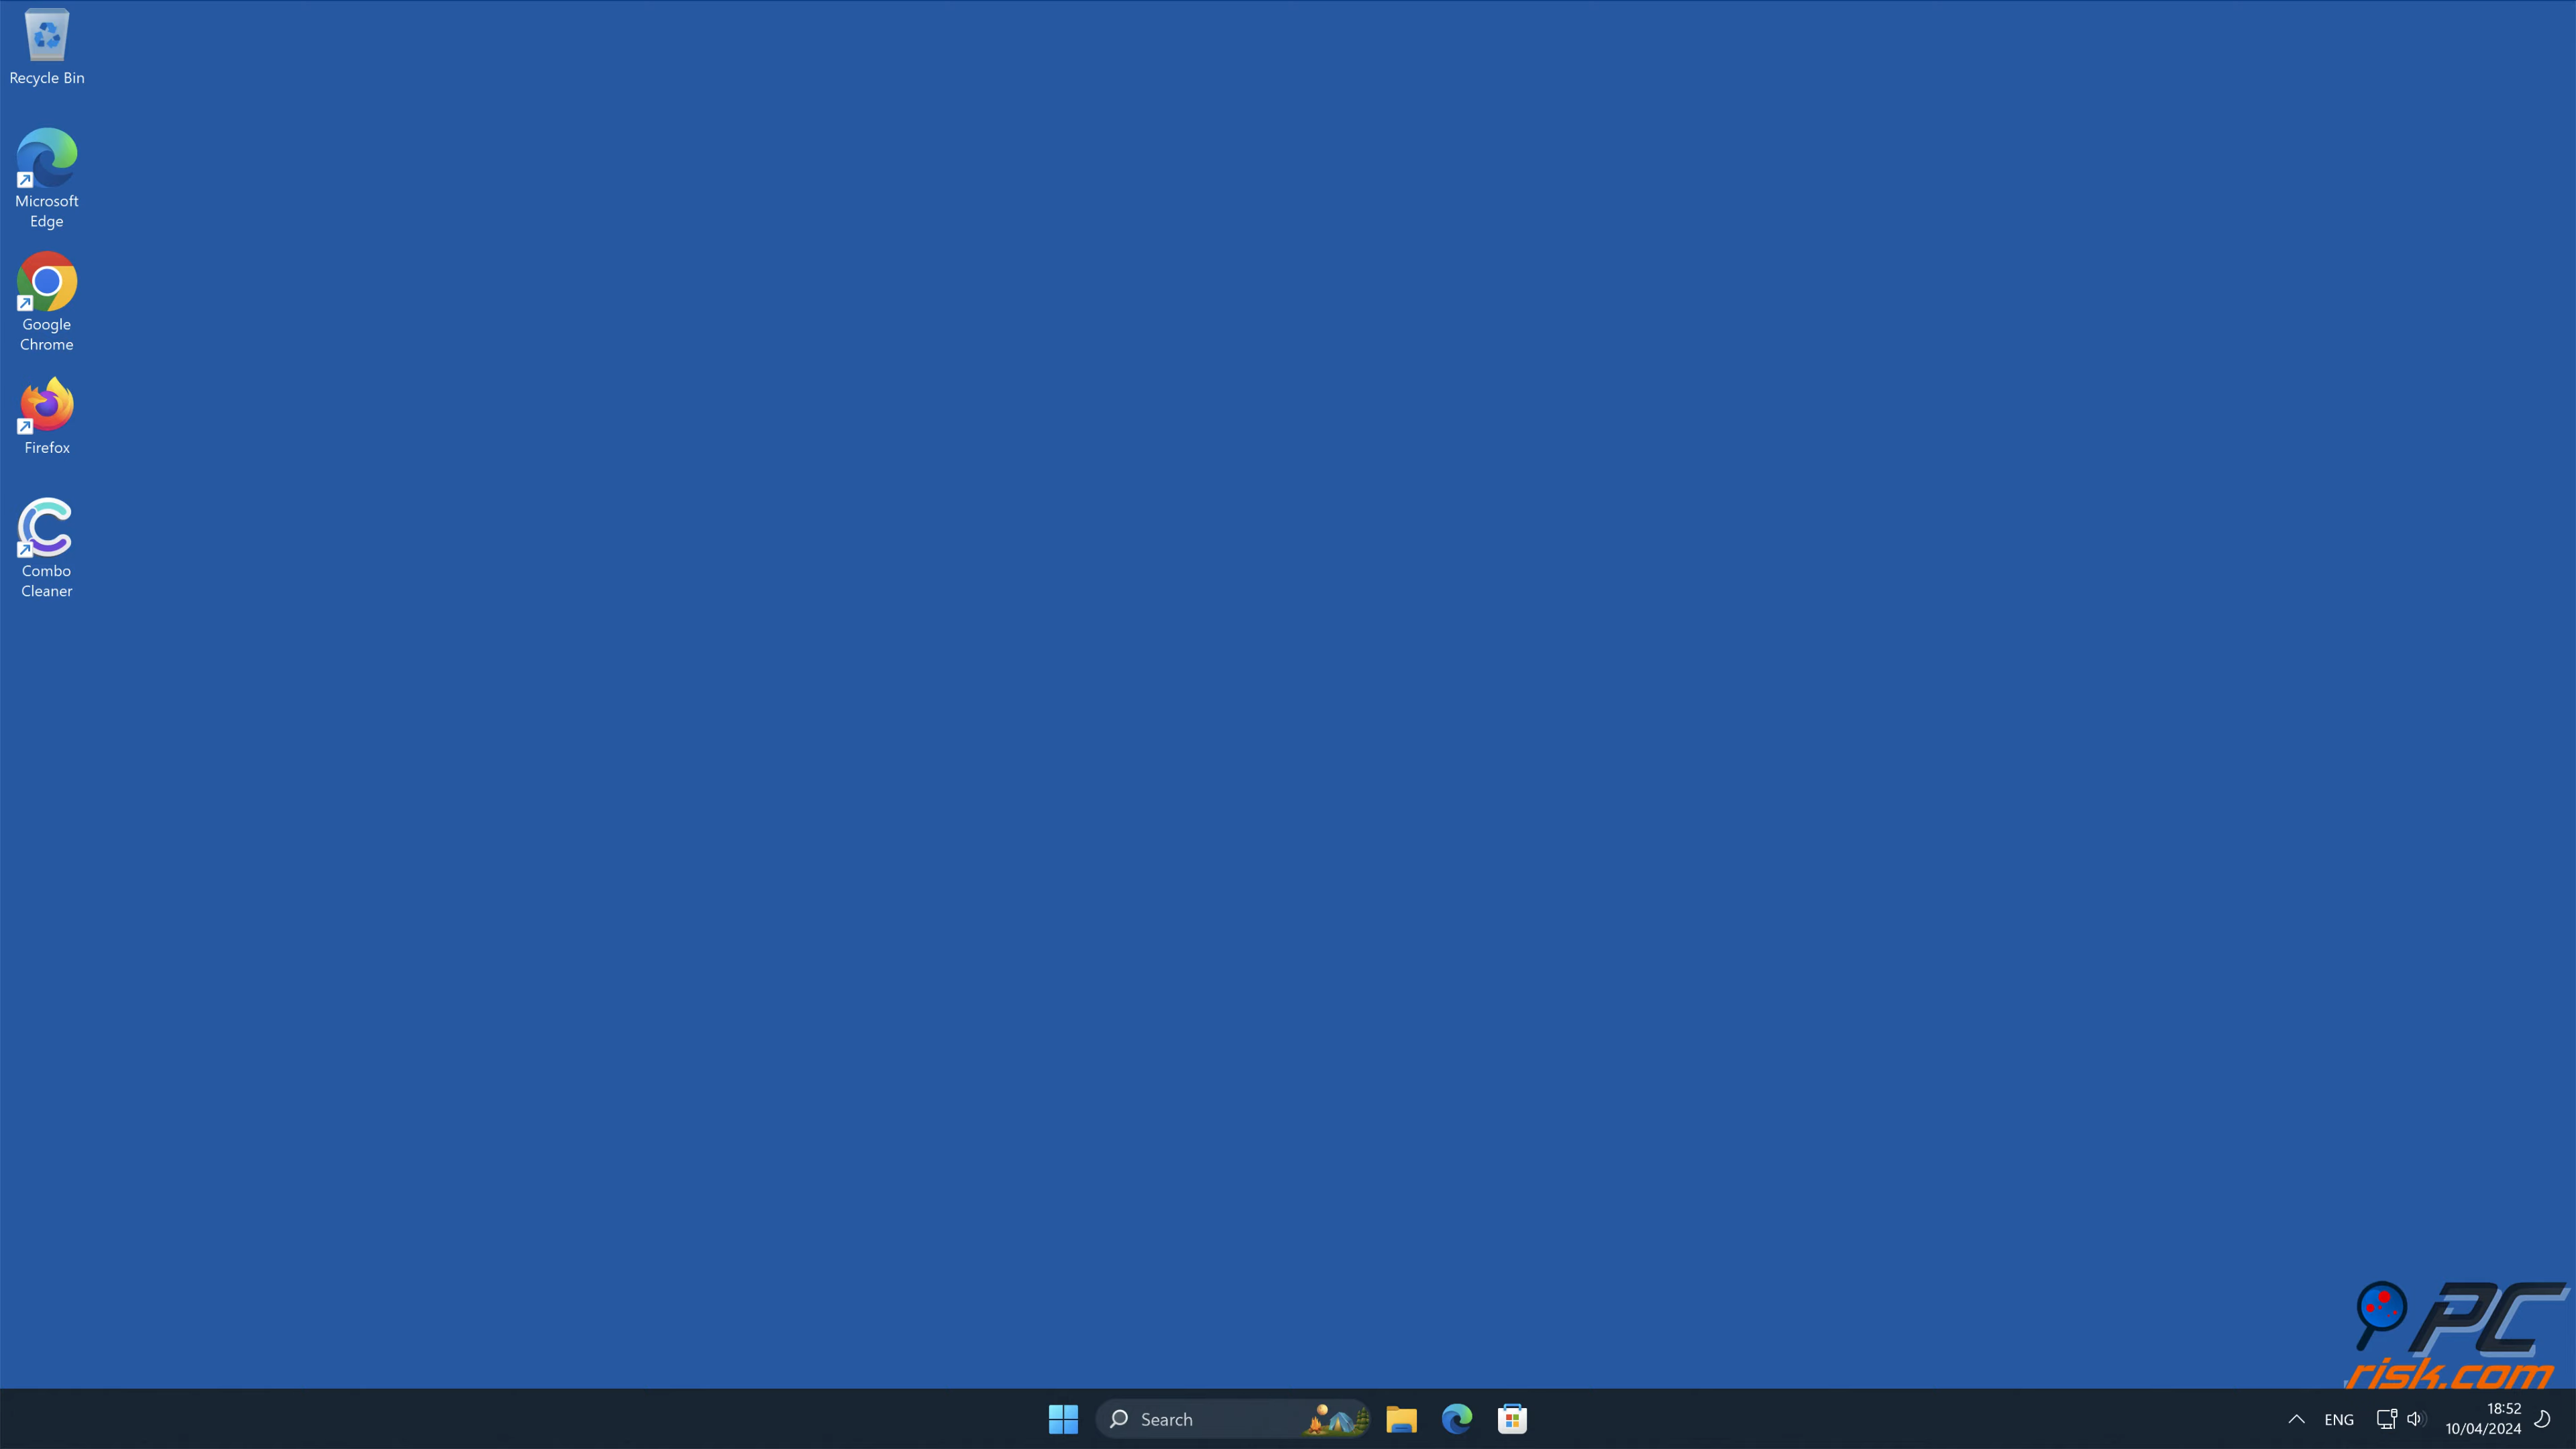 Recycle Bin
Microsoft
Edge
Google
Chrome
Firefox
Combo
Cleaner
PC
risk.com
Search
ENG
18:52
10/04/2024